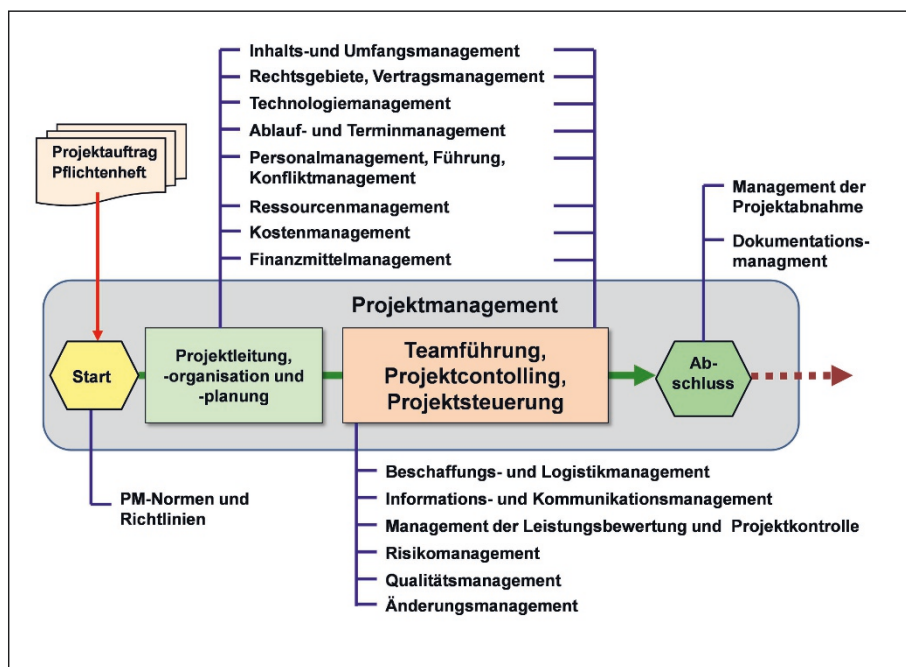 Inhalts-und Umfangsmanagement
Rechtsgebiete, Vertragsmanagement
Technologiemanagement
Ablauf- und Terminmanagement
Personalmanagement, Führung,
Konfliktmanagement
Ressourcenmanagement
Kostenmanagement
Finanzmittelmanagement
Projektauftrag
Pflichtenheft
Management der
Projektabnahme
Dokumentations-
managment
Projektmanagement
Start
Projektleitung,
-organisation und
-planung
Teamführung,
Projektcontolling,
Projektsteuerung
Ab-
schluss
PM-Normen und
Richtlinien
Beschaffungs- und Logistikmanagement
Informations- und Kommunikationsmanagement
Management der Leistungsbewertung und Projektkontrolle
Risikomanagement
Qualitätsmanagement
Änderungsmanagement